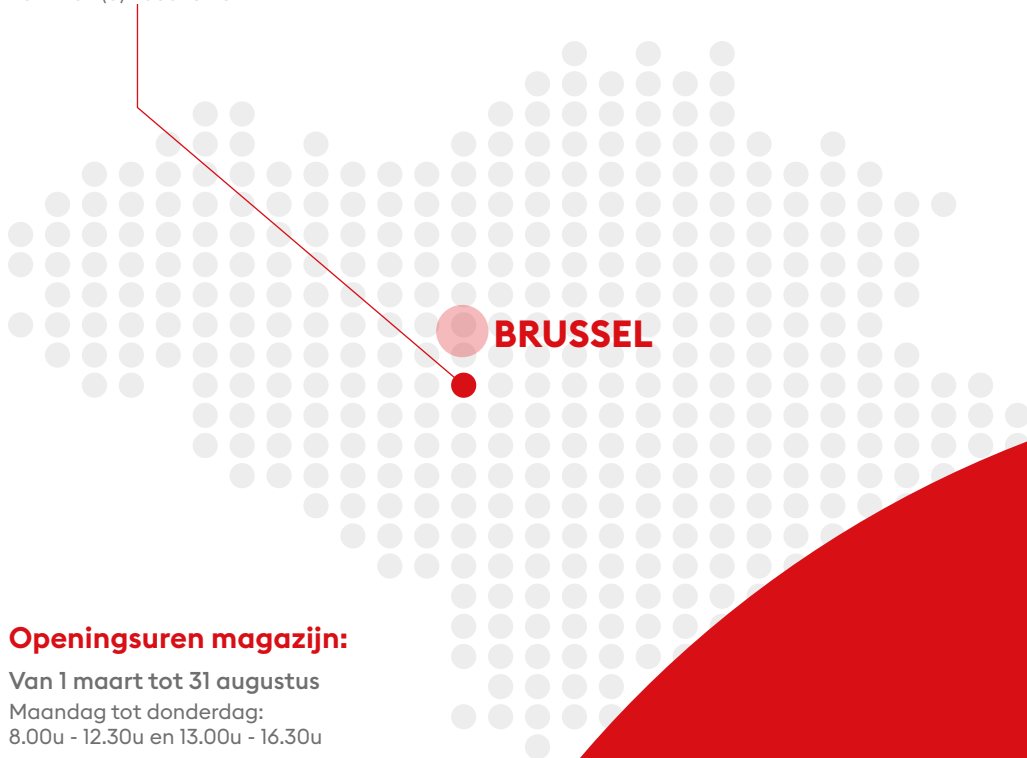 BRUSSEL
Openingsuren magazijn:
Van 1 maart tot 31 augustus
Maandag tot donderdag:
8.00u - 12.30u en 13.00u - 16.30u